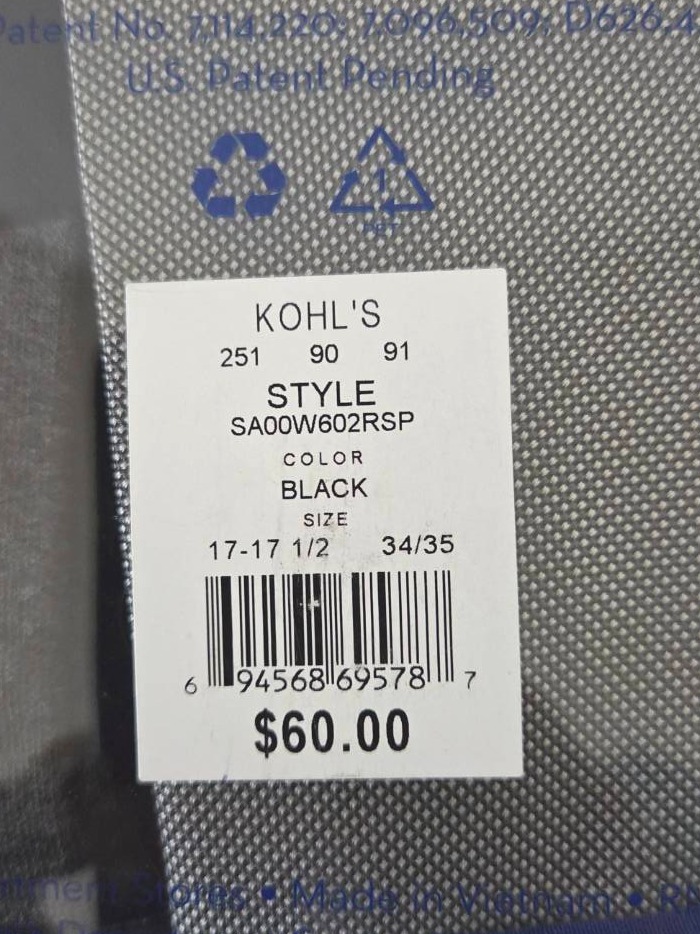 Patent No. 7,114,220; 7,096,509; D626,4
U.S. Patent Pending
1
PET
KOHL'S
251 90 91
STYLE
SA00W602RSP
COLOR
BLACK
SIZE
17-17 1/2 34/35
6 94568 69578 7
$60.00
Stores • Made in Vietnam • RN